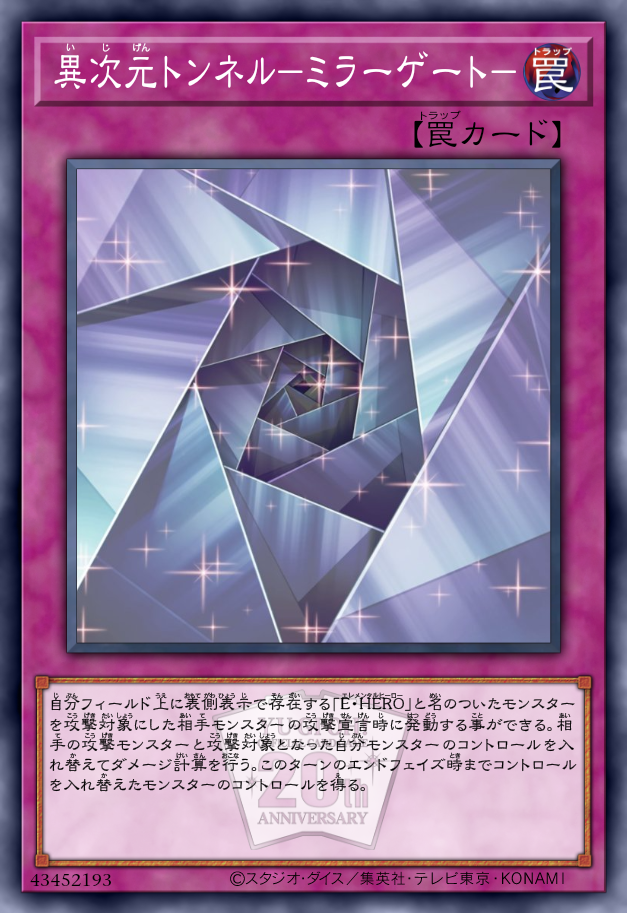 異次元トンネル−ミラーゲート−
罠
【罠カード】
自分フィールド上に表側表示で存在する「E・HERO」と名のついたモンスター
を攻撃対象にした相手モンスターの攻撃宣言時に発動する事ができる。相
手の攻撃モンスターと攻撃対象となった自分モンスターのコントロールを入
れ替えてダメージ計算を行う。このターンのエンドフェイズ時までコントロール
を入れ替えたモンスターのコントロールを得る。
20th
ANNIVERSARY
43452193
©スタジオ・ダイス/集英社・テレビ東京・KONAMI